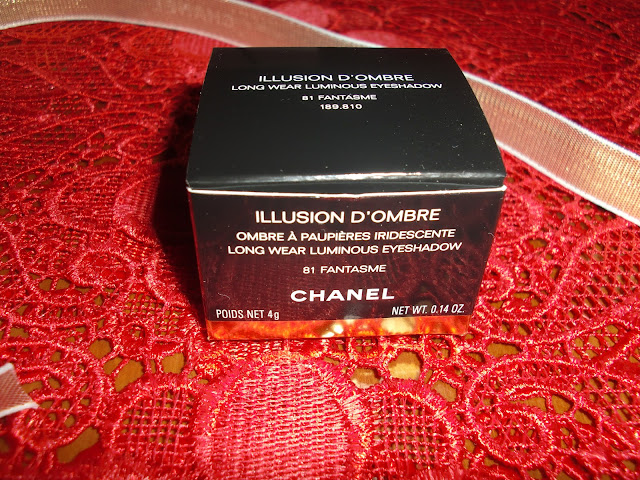 ILLUSION D'OMBRE
LONG WEAR LUMINOUS EYESHADOW
81 FANTASME
189.810
ILLUSION D'OMBRE
OMBRE À PAUPIÈRES IRIDESCENTE
LONG WEAR LUMINOUS EYESHADOW
81 FANTASME
CHANEL
POIDS NET 4g
NET WT. 0.14 OZ.